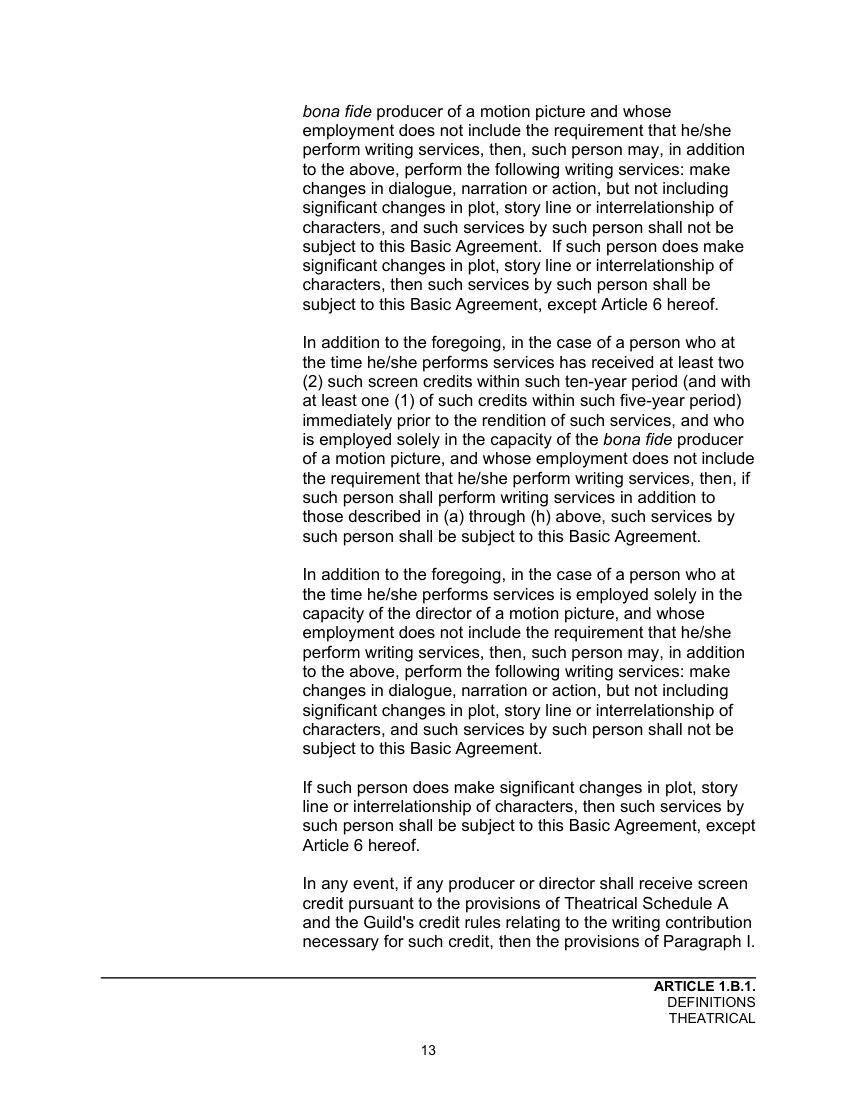 bona fide producer of a motion picture and whose
employment does not include the requirement that he/she
perform writing services, then, such person may, in addition
to the above, perform the following writing services: make
changes in dialogue, narration or action, but not including
significant changes in plot, story line or interrelationship of
characters, and such services by such person shall not be
subject to this Basic Agreement.  If such person does make
significant changes in plot, story line or interrelationship of
characters, then such services by such person shall be
subject to this Basic Agreement, except Article 6 hereof.
In addition to the foregoing, in the case of a person who at
the time he/she performs services has received at least two
(2) such screen credits within such ten-year period (and with
at least one (1) of such credits within such five-year period)
immediately prior to the rendition of such services, and who
is employed solely in the capacity of the bona fide producer
of a motion picture, and whose employment does not include
the requirement that he/she perform writing services, then, if
such person shall perform writing services in addition to
those described in (a) through (h) above, such services by
such person shall be subject to this Basic Agreement.
In addition to the foregoing, in the case of a person who at
the time he/she performs services is employed solely in the
capacity of the director of a motion picture, and whose
employment does not include the requirement that he/she
perform writing services, then, such person may, in addition
to the above, perform the following writing services: make
changes in dialogue, narration or action, but not including
significant changes in plot, story line or interrelationship of
characters, and such services by such person shall not be
subject to this Basic Agreement.
If such person does make significant changes in plot, story
line or interrelationship of characters, then such services by
such person shall be subject to this Basic Agreement, except
Article 6 hereof.
In any event, if any producer or director shall receive screen
credit pursuant to the provisions of Theatrical Schedule A
and the Guild's credit rules relating to the writing contribution
necessary for such credit, then the provisions of Paragraph I.
ARTICLE 1.B.1.
DEFINITIONS
THEATRICAL
13